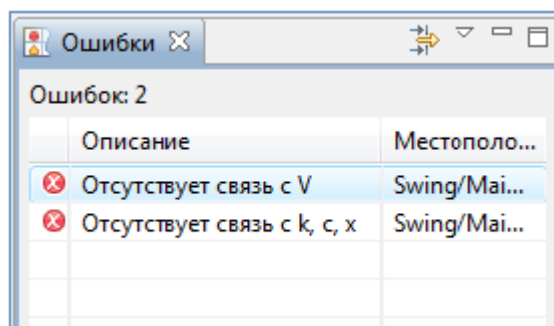 Ошибки
Ошибок: 2
Описание Местополо...
Отсутствует связь с V Swing/Mai...
Отсутствует связь с k, c, x Swing/Mai...